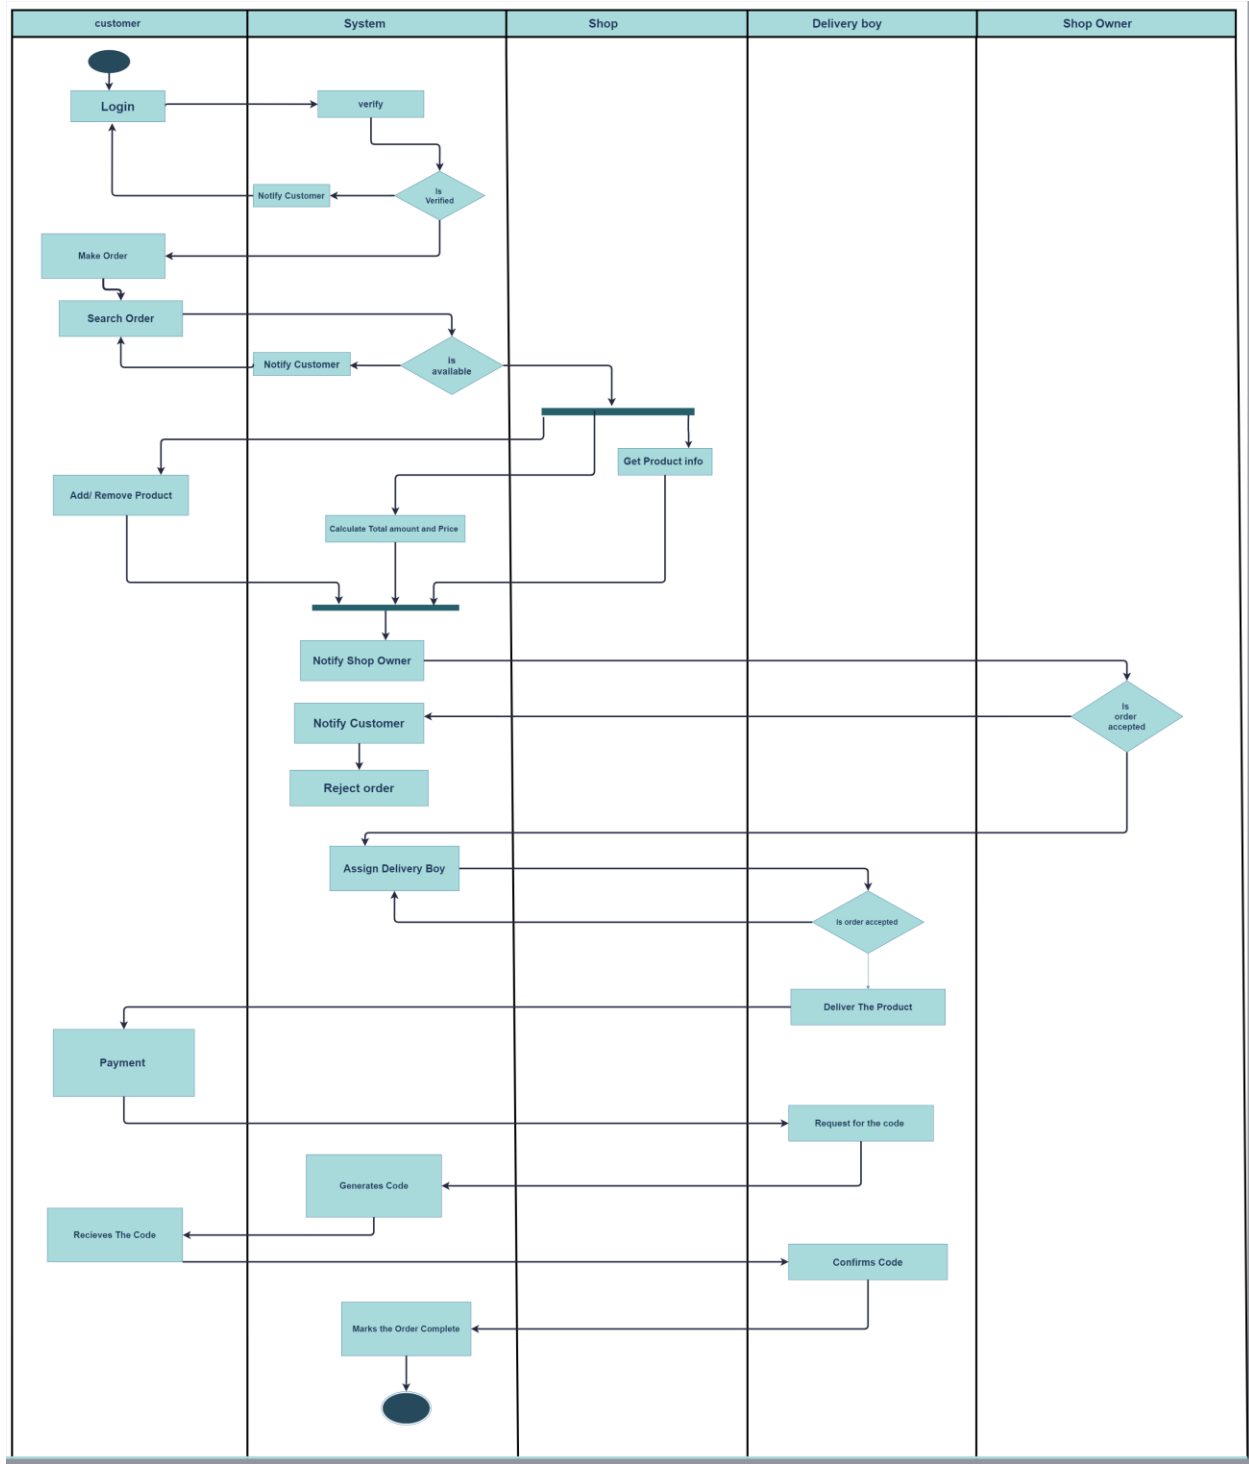 customer
System
Shop
Delivery boy
Shop Owner
Login
verify
Is
Verified
Notify Customer
Make Order
Search Order
Is
available
Notify Customer
Get Product info
Add/ Remove Product
Calculate Total amount and Price
Notify Shop Owner
Is
order
accepted
Notify Customer
Reject order
Assign Delivery Boy
Is order accepted
Deliver The Product
Payment
Request for the code
Generates Code
Recieves The Code
Confirms Code
Marks the Order Complete